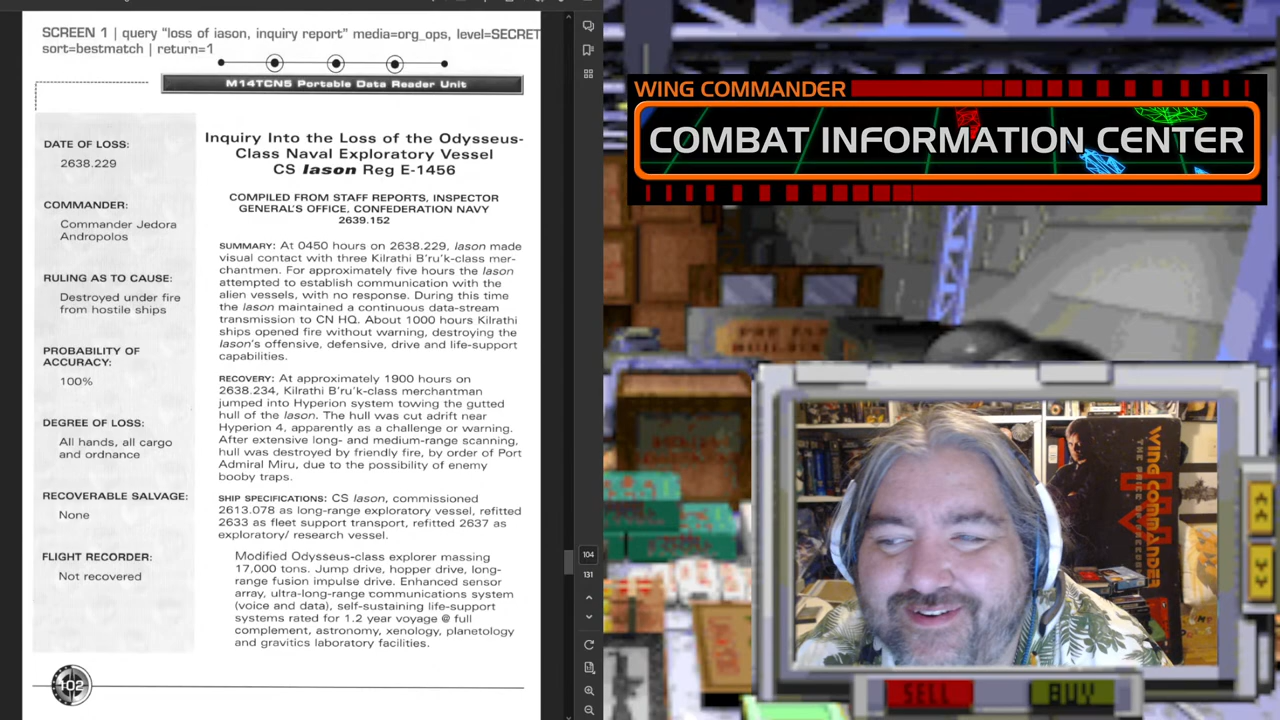 SCREEN 1 | query "loss of iason, inquiry report" media=org_ops, level=SECRET
sort=bestmatch | return=1
M14TCN5 Portable Data Reader Unit
DATE OF LOSS:
2638.229
COMMANDER:
Commander Jedora
Andropolos
RULING AS TO CAUSE:
Destroyed under fire
from hostile ships
PROBABILITY OF
ACCURACY:
100%
DEGREE OF LOSS:
All hands, all cargo
and ordnance
RECOVERABLE SALVAGE:
None
FLIGHT RECORDER:
Not recovered
Inquiry Into the Loss of the Odysseus-
Class Naval Exploratory Vessel
CS Iason Reg E-1456
COMPILED FROM STAFF REPORTS, INSPECTOR
GENERAL'S OFFICE, CONFEDERATION NAVY
2639.152
SUMMARY: At 0450 hours on 2638.229, Iason made
visual contact with three Kilrathi B'ru'k-class mer-
chantmen. For approximately five hours the Iason
attempted to establish communication with the
alien vessels, with no response. During this time
the Iason maintained a continuous data-stream
transmission to CN HQ. About 1000 hours Kilrathi
ships opened fire without warning, destroying the
Iason's offensive, defensive, drive and life-support
capabilities.
RECOVERY: At approximately 1900 hours on
2638.234, Kilrathi B'ru'k-class merchantman
jumped into Hyperion system towing the gutted
hull of the Iason. The hull was cut adrift near
Hyperion 4, apparently as a challenge or warning.
After extensive long- and medium-range scanning,
hull was destroyed by friendly fire, by order of Port
Admiral Miru, due to the possibility of enemy
booby traps.
SHIP SPECIFICATIONS: CS Iason, commissioned
2613.078 as long-range exploratory vessel, refitted
2633 as fleet support transport, refitted 2637 as
exploratory/ research vessel.
Modified Odysseus-class explorer massing
17,000 tons. Jump drive, hopper drive, long-
range fusion impulse drive. Enhanced sensor
array, ultra-long-range communications system
(voice and data), self-sustaining life-support
systems rated for 1.2 year voyage @ full
complement, astronomy, xenology, planetology
and gravitics laboratory facilities.
102
104
131
WING COMMANDER
COMBAT INFORMATION CENTER
WING COMMANDER
SELL
BUY